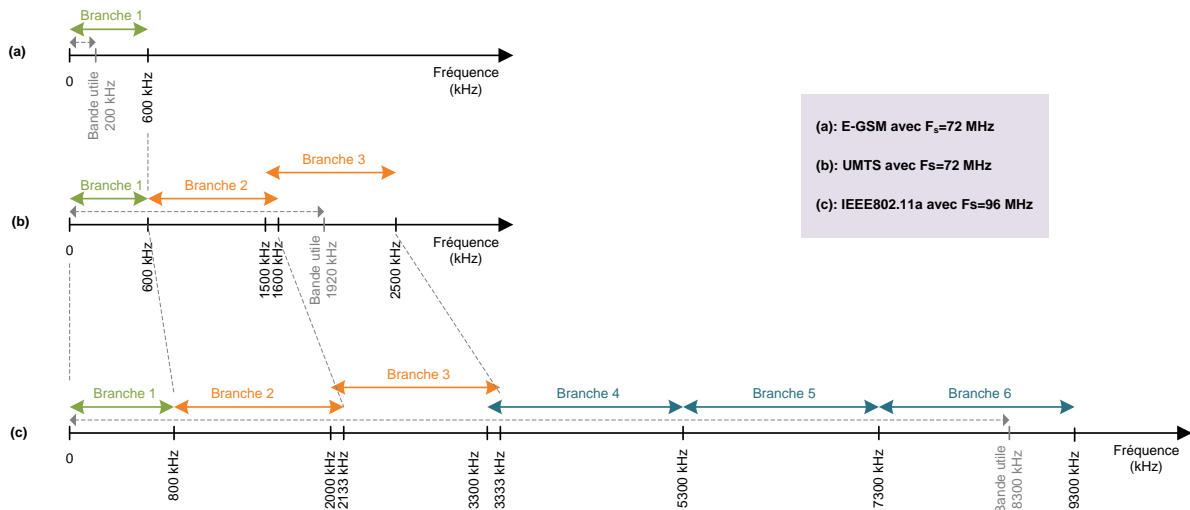 Branche 1
(a)
0
Bande utile
200 kHz
600 kHz
Fréquence
(kHz)
(a): E-GSM avec Fs=72 MHz
(b): UMTS avec Fs=72 MHz
(c): IEEE802.11a avec Fs=96 MHz
Branche 3
Branche 1
Branche 2
(b)
0
600 kHz
1500 kHz
1600 kHz
Bande utile
1920 kHz
2500 kHz
Fréquence
(kHz)
Branche 3
Branche 1
Branche 2
Branche 4
Branche 5
Branche 6
(c)
0
800 kHz
2000 kHz
2133 kHz
3300 kHz
3333 kHz
5300 kHz
7300 kHz
Bande utile
8300 kHz
9300 kHz
Fréquence
(kHz)